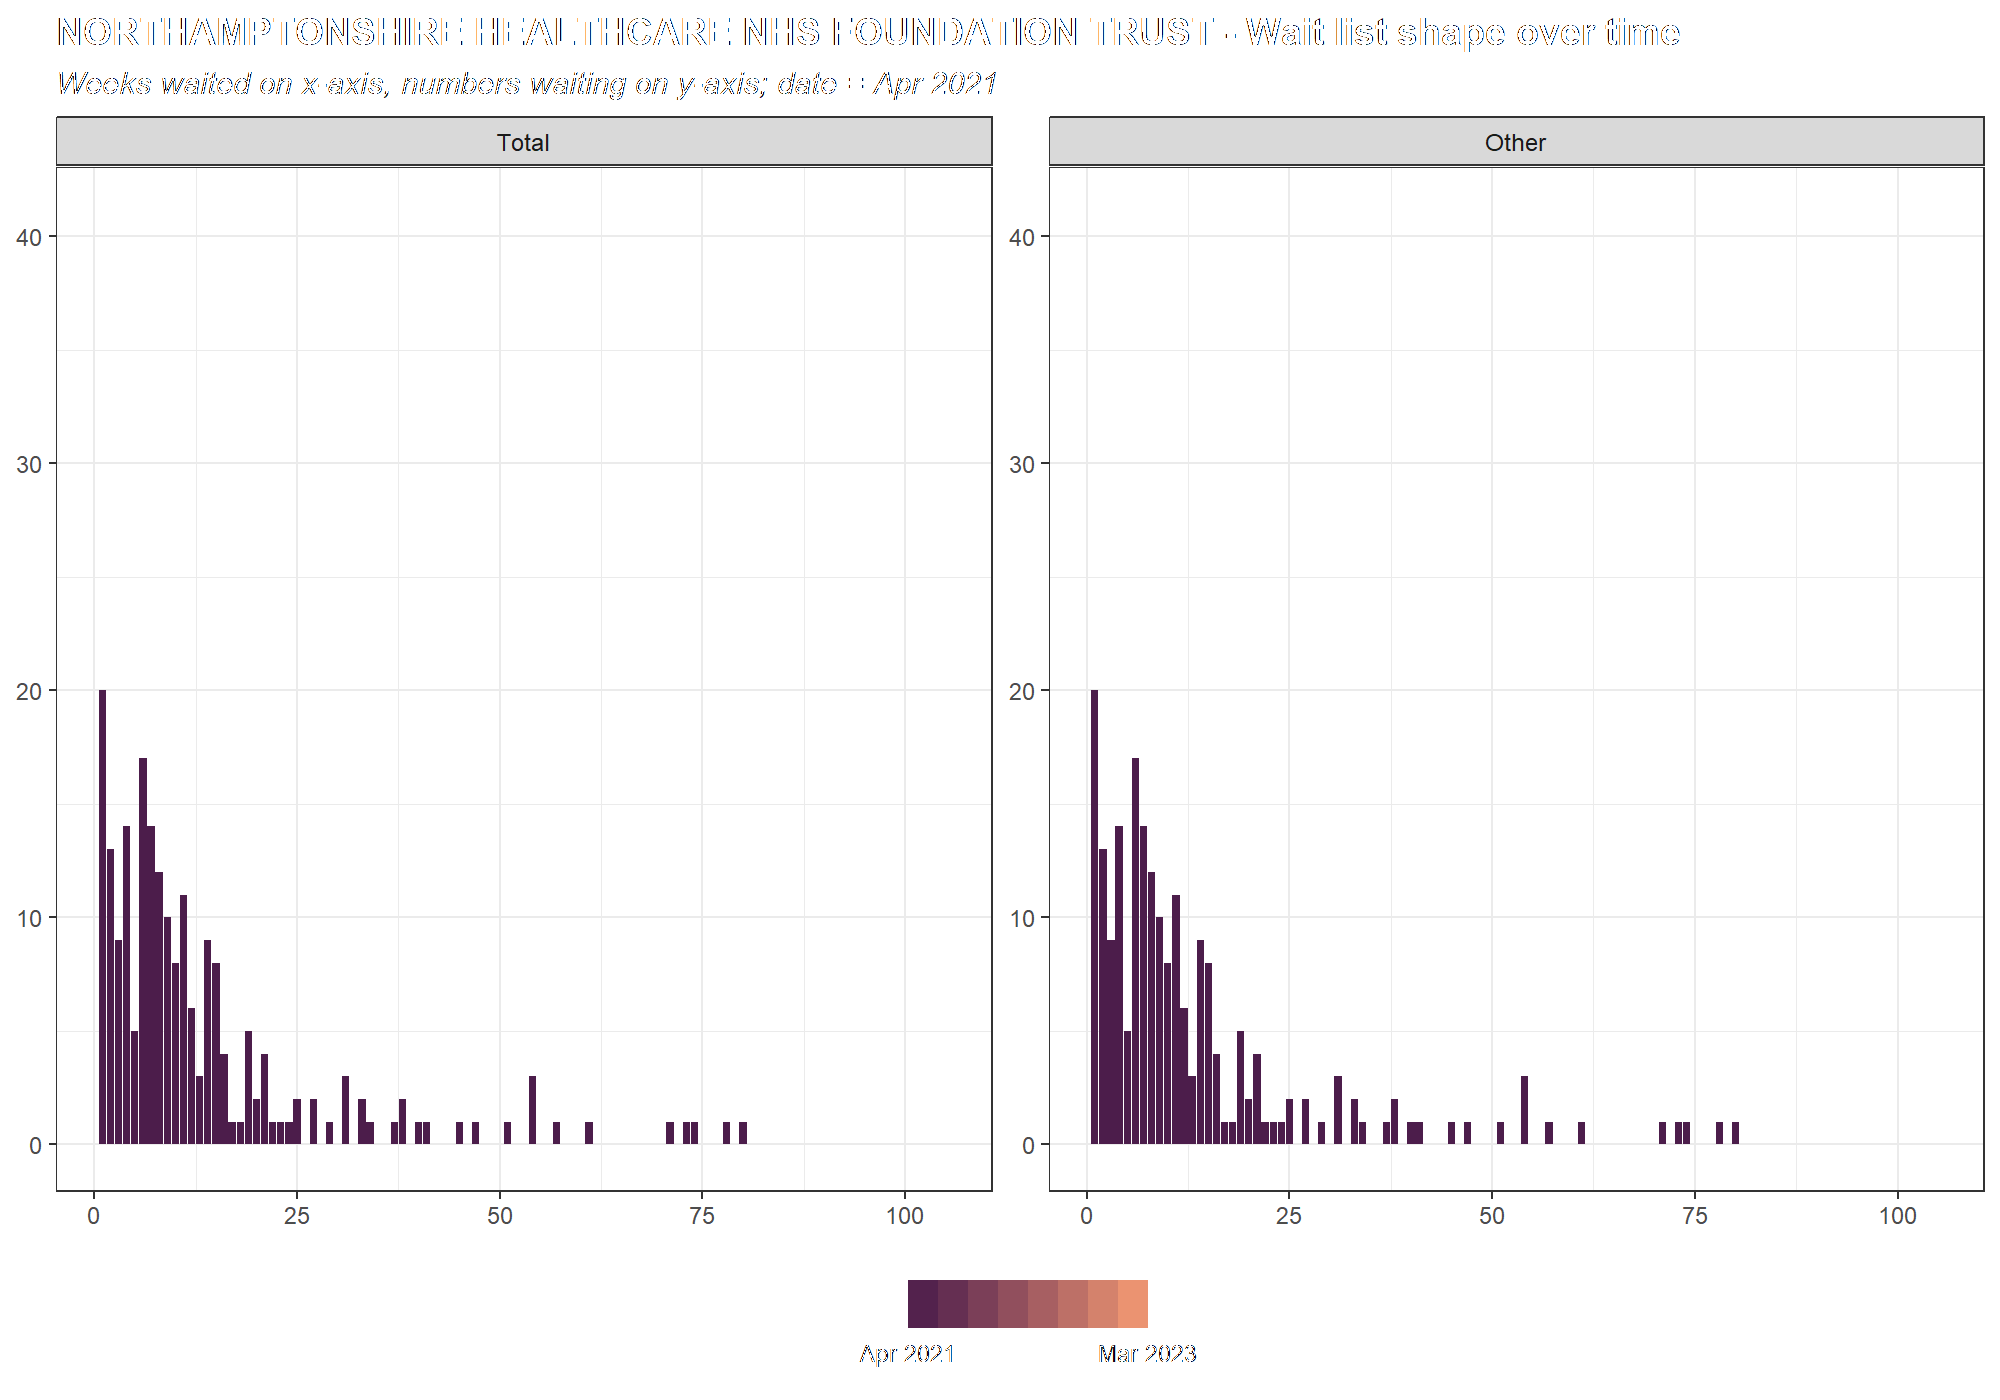 NORTHAMPTONSHIRE HEALTHCARE NHS FOUNDATION TRUST - Wait list shape over time
Weeks waited on x-axis, numbers waiting on y-axis; date = Apr 2021
Total
Other
40
30
20
10
0
0 25 50 75 100
40
30
20
10
0
0 25 50 75 100
Apr 2021 Mar 2023